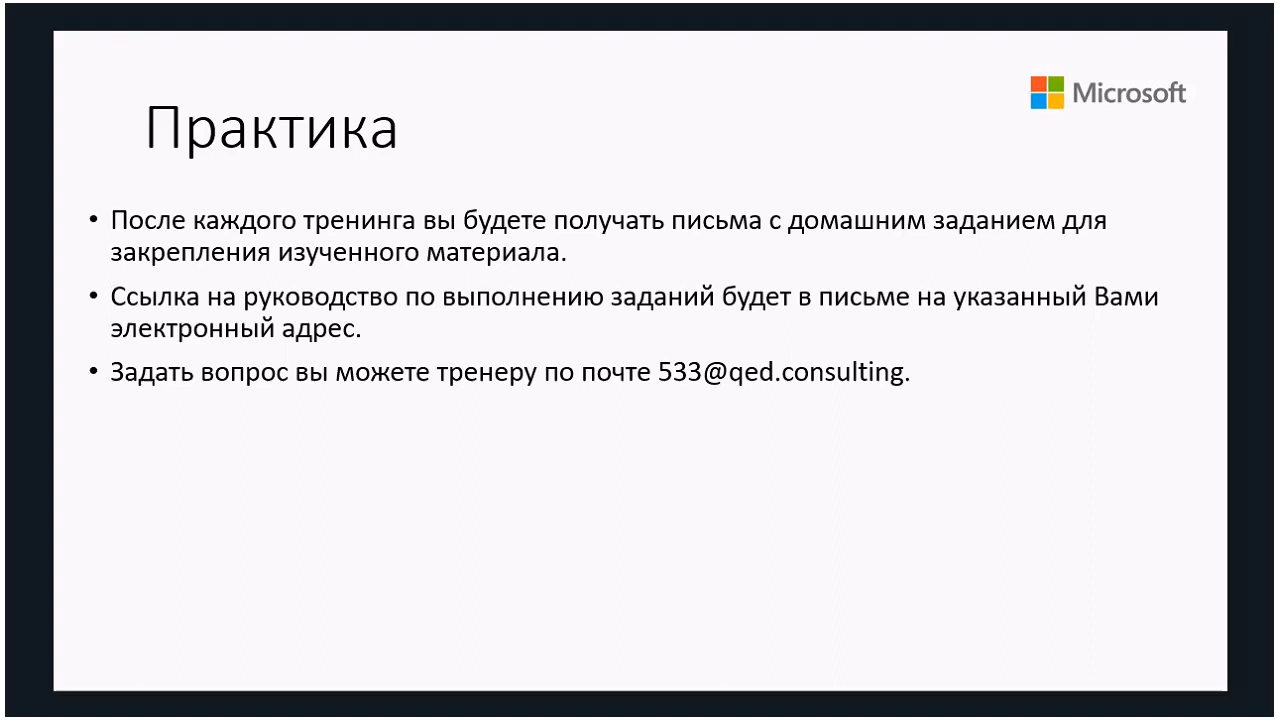 Microsoft
Практика
• После каждого тренинга вы будете получать письма с домашним заданием для
закрепления изученного материала.
• Ссылка на руководство по выполнению заданий будет в письме на указанный Вами
электронный адрес.
• Задать вопрос вы можете тренеру по почте 533@qed.consulting.